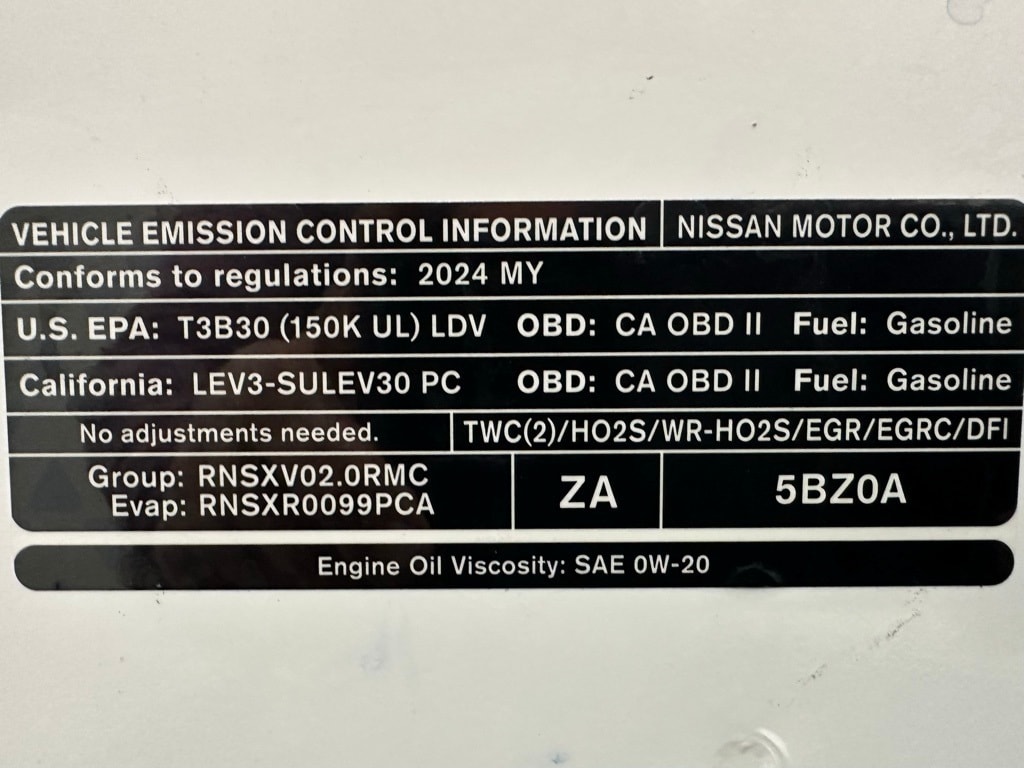 VEHICLE EMISSION CONTROL INFORMATION NISSAN MOTOR CO., LTD.
Conforms to regulations: 2024 MY
U.S. EPA: T3B30 (150K UL) LDV OBD: CA OBD II Fuel: Gasoline
California: LEV3-SULEV30 PC OBD: CA OBD II Fuel: Gasoline
No adjustments needed. TWC(2)/HO2S/WR-HO2S/EGR/EGRC/DFI
Group: RNSXV02.0RMC
Evap: RNSXR0099PCA
ZA
5BZ0A
Engine Oil Viscosity: SAE 0W-20